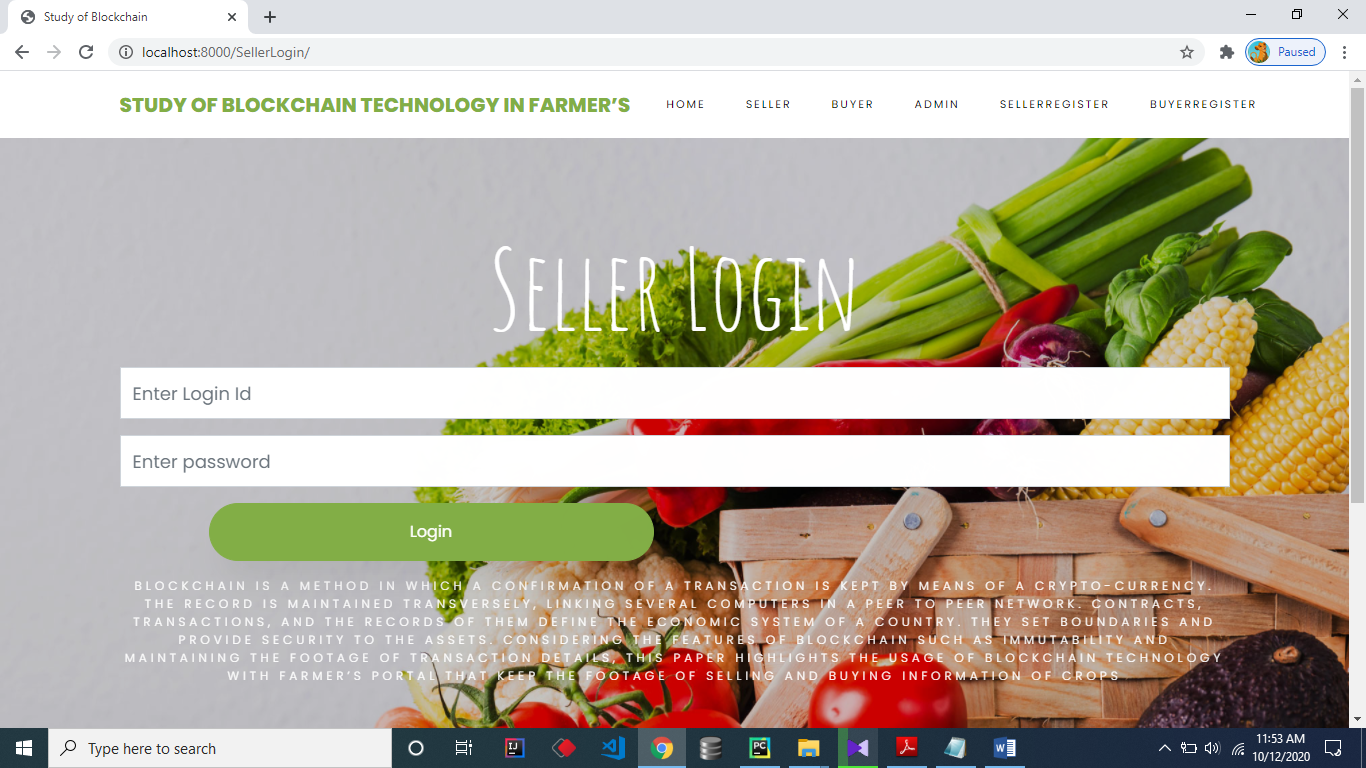 Study of Blockchain
localhost:8000/SellerLogin/
Paused
STUDY OF BLOCKCHAIN TECHNOLOGY IN FARMER'S
HOME SELLER BUYER ADMIN SELLERREGISTER BUYERREGISTER
Seller Login
Enter Login Id
Enter password
Login
BLOCKCHAIN IS A METHOD IN WHICH A CONFIRMATION OF A TRANSACTION IS KEPT BY MEANS OF A CRYPTO-CURRENCY.
THE RECORD IS MAINTAINED TRANSVERSELY, LINKING SEVERAL COMPUTERS IN A PEER TO PEER NETWORK. CONTRACTS,
TRANSACTIONS, AND THE RECORDS OF THEM DEFINE THE ECONOMIC SYSTEM OF A COUNTRY. THEY SET BOUNDARIES AND
PROVIDE SECURITY TO THE ASSETS. CONSIDERING THE FEATURES OF BLOCKCHAIN SUCH AS IMMUTABILITY AND
MAINTAINING THE FOOTAGE OF TRANSACTION DETAILS, THIS PAPER HIGHLIGHTS THE USAGE OF BLOCKCHAIN TECHNOLOGY
WITH FARMER'S PORTAL THAT KEEP THE FOOTAGE OF SELLING AND BUYING INFORMATION OF CROPS
Type here to search
IJ
PC
W
11:53 AM
10/12/2020